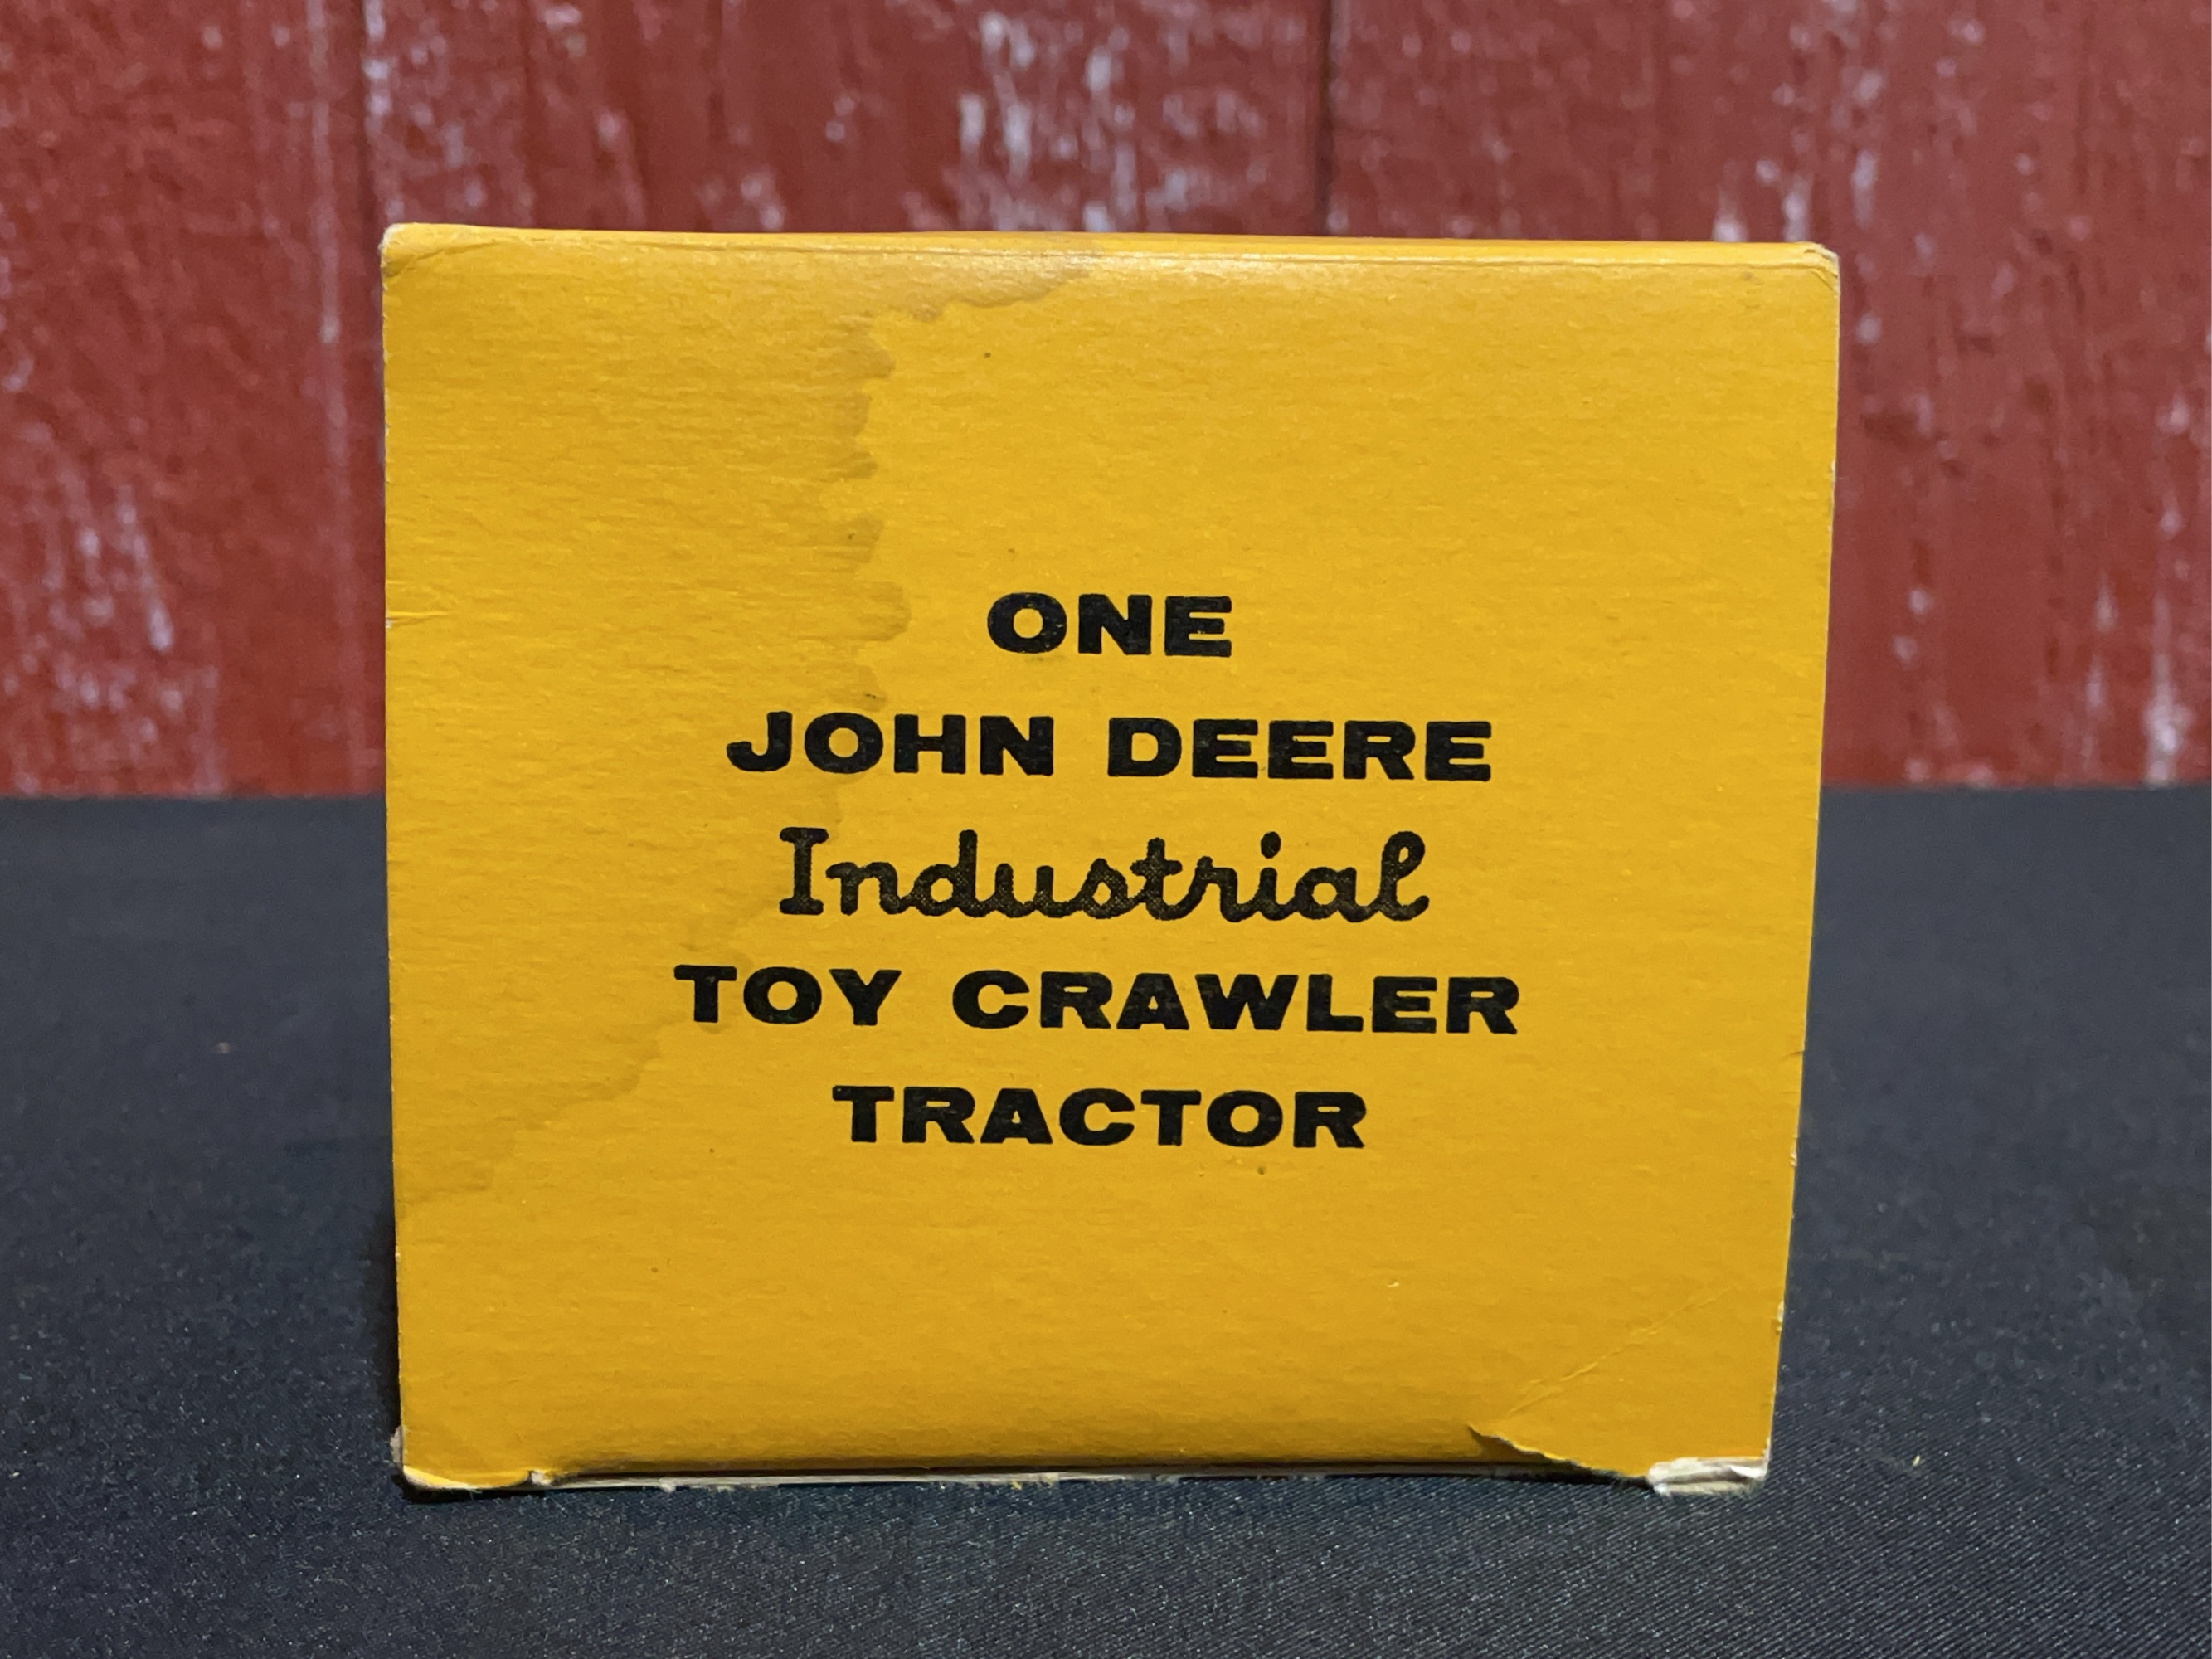 ONE
JOHN DEERE
Industrial
TOY CRAWLER
TRACTOR